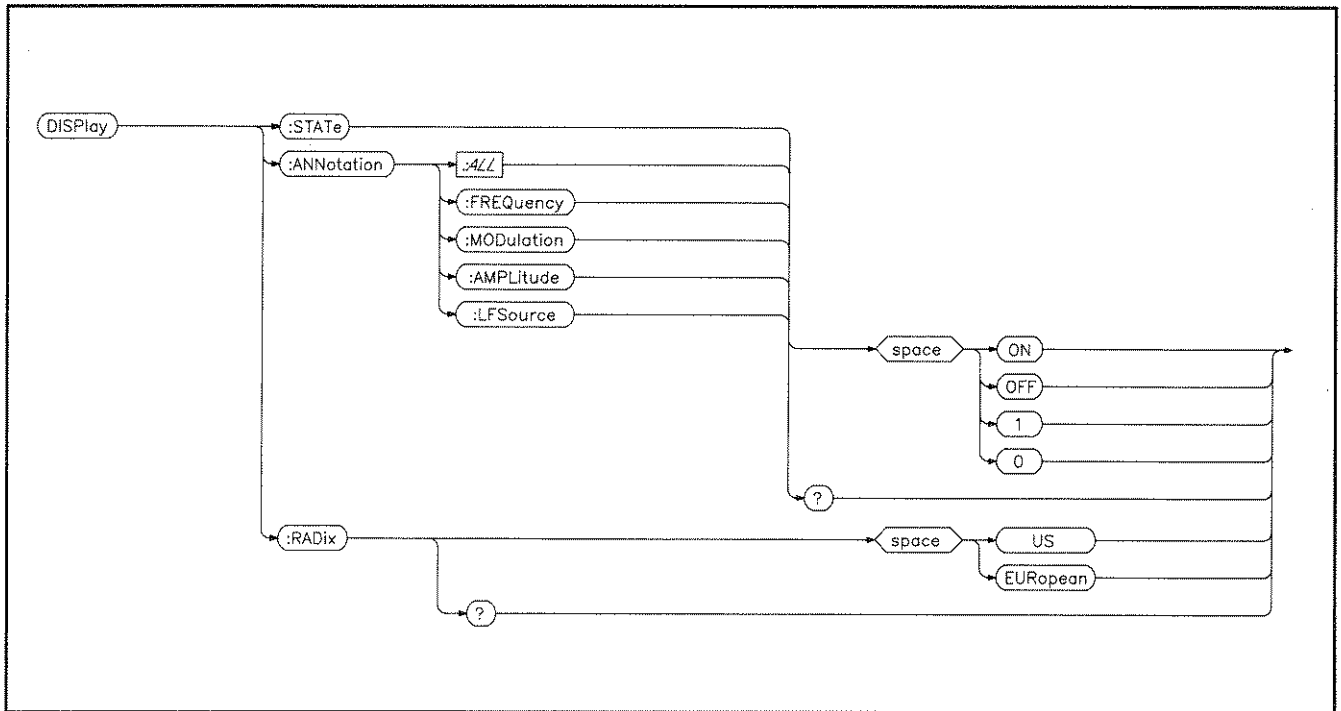 DISPlay
:STATe
:ANNotation
:ALL
:FREQuency
:MODulation
:AMPLitude
:LFSource
space
ON
OFF
1
0
?
:RADix
space
US
EURopean
?